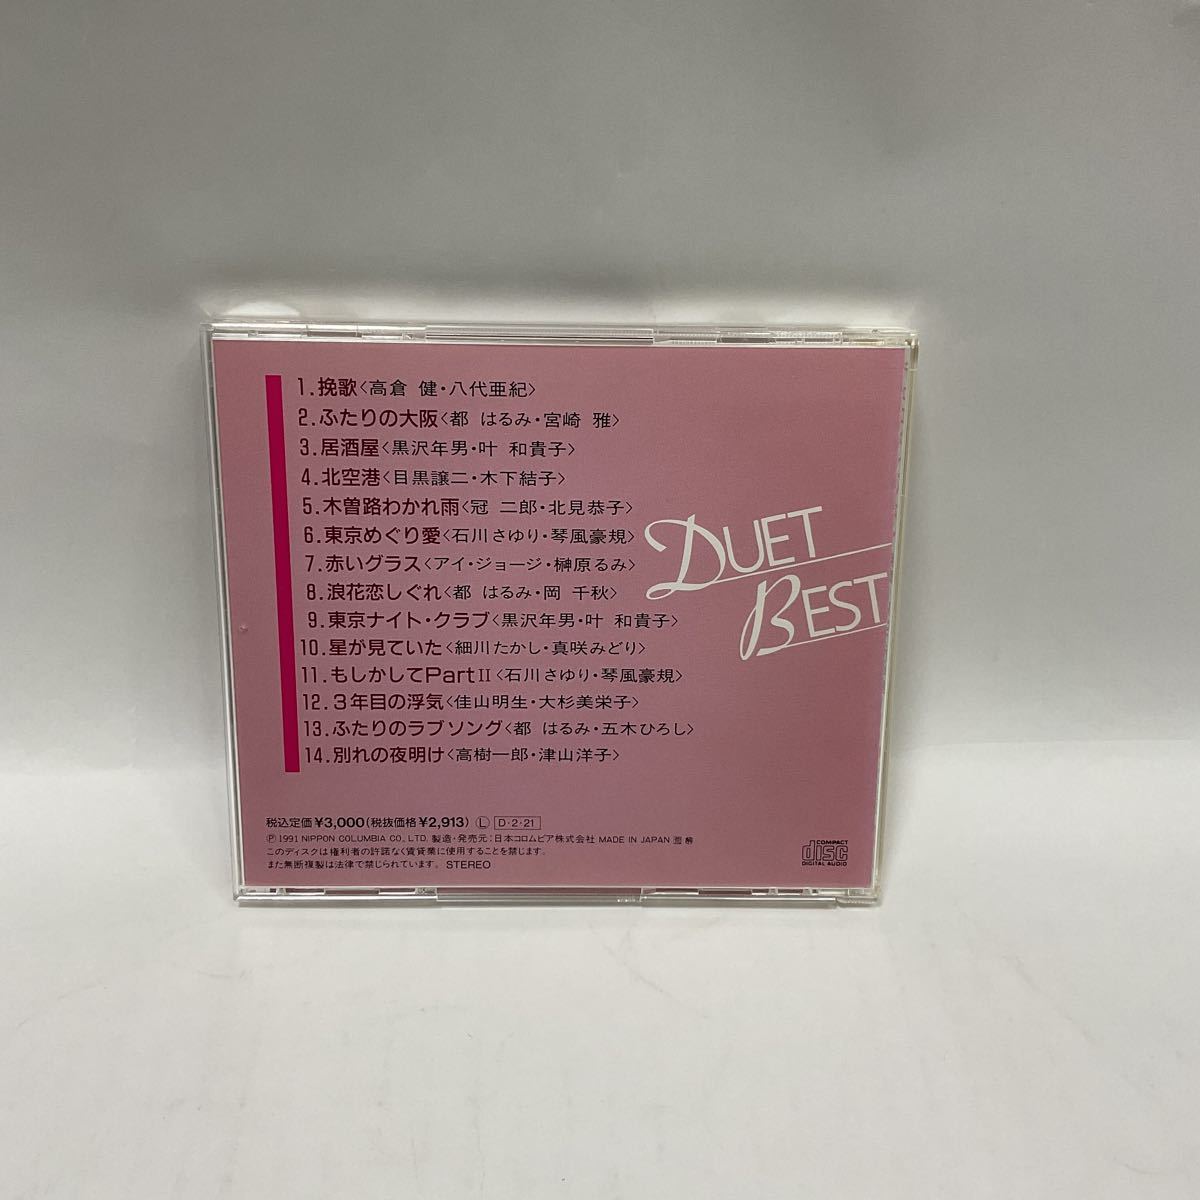 1.挽歌〈高倉 健・八代亜紀〉
2.ふたりの大阪〈都 はるみ・宮崎 雅〉
3.居酒屋〈黒沢年男・叶 和貴子〉
4.北空港〈目黒譲二・木下結子〉
5.木曽路わかれ雨〈冠 二郎・北見恭子〉
6.東京めぐり愛〈石川さゆり・琴風豪規〉
7.赤いグラス〈アイ・ジョージ・榊原るみ〉
8.浪花恋しぐれ〈都 はるみ・岡 千秋〉
9.東京ナイト・クラブ〈黒沢年男・叶 和貴子〉
10.星が見ていた〈細川たかし・真咲みどり〉
11.もしかしてPartⅡ〈石川さゆり・琴風豪規〉
12.3年目の浮気〈佳山明生・大杉美栄子〉
13.ふたりのラブソング〈都 はるみ・五木ひろし〉
14.別れの夜明け〈高樹一郎・津山洋子〉
DUET
BEST
税込定価¥3,000(税抜価格¥2,913) Ⓛ D・2・21
Ⓟ1991 NIPPON COLUMBIA CO., LTD. 製造・発売元:日本コロムビア株式会社 MADE IN JAPAN
このディスクは権利者の許諾なく賃貸業に使用することを禁じます。
また無断複製は法律で禁じられています。 STEREO
COMPACT
disc
DIGITAL AUDIO